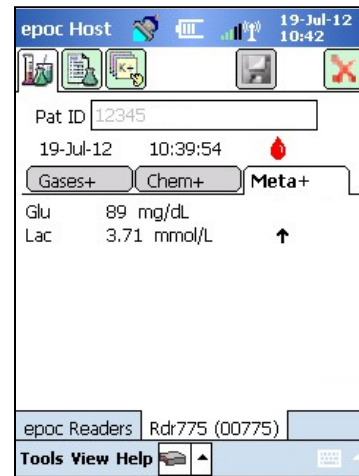 epoc Host 19-Jul-12
10:42
K+
Pat ID 12345
19-Jul-12 10:39:54
Gases+ Chem+ Meta+
Glu 89 mg/dL
Lac 3.71 mmol/L ↑
epoc Readers Rdr775 (00775)
Tools View Help